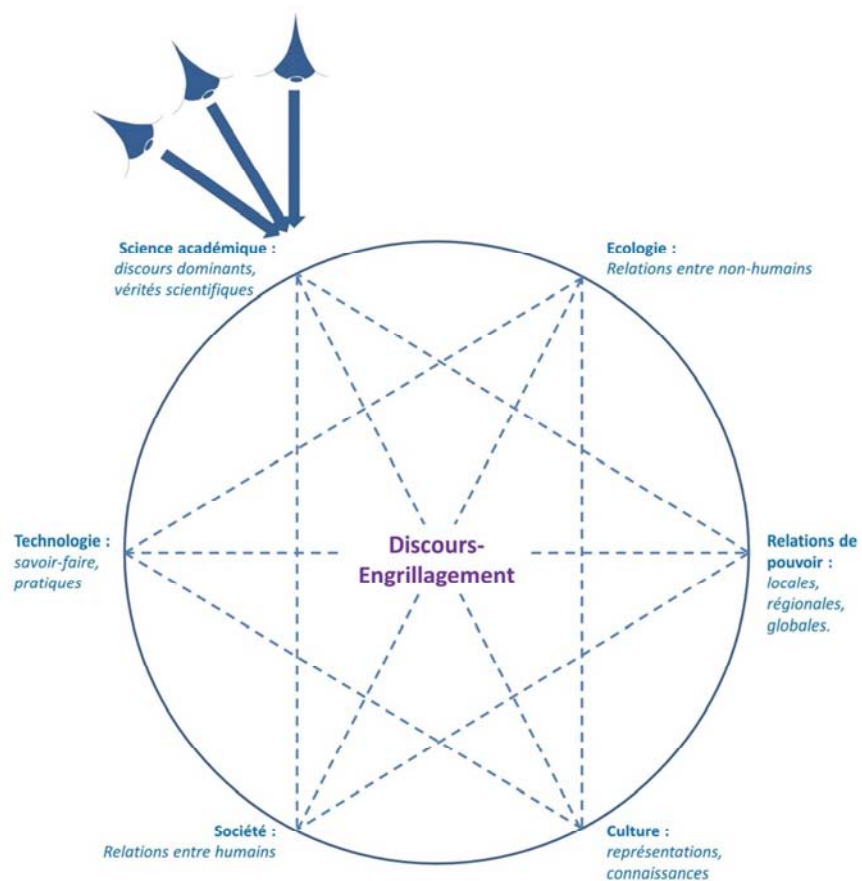 Science académique :
discours dominants,
vérités scientifiques
Ecologie :
Relations entre non-humains
Technologie :
savoir-faire,
pratiques
Discours-
Engrillagement
Relations de
pouvoir :
locales,
régionales,
globales.
Société :
Relations entre humains
Culture :
représentations,
connaissances